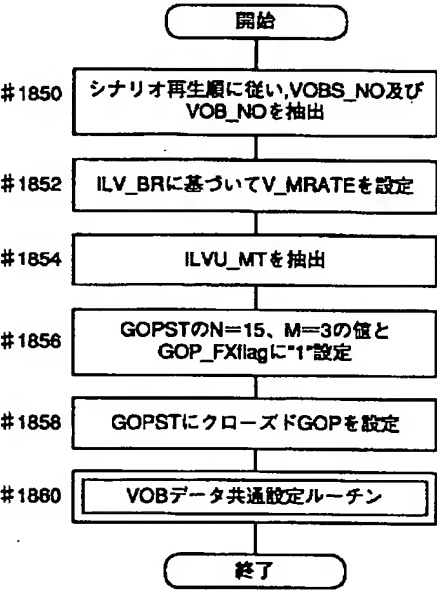 開始
#1850
シナリオ再生順に従い,VOBS_NO及び
VOB_NOを抽出
#1852
ILV_BRに基づいてV_MRATEを設定
#1854
ILVU_MTを抽出
#1856
GOPSTのN=15、M=3の値と
GOP_FXflagに"1"設定
#1858
GOPSTにクローズドGOPを設定
#1860
VOBデータ共通設定ルーチン
終了